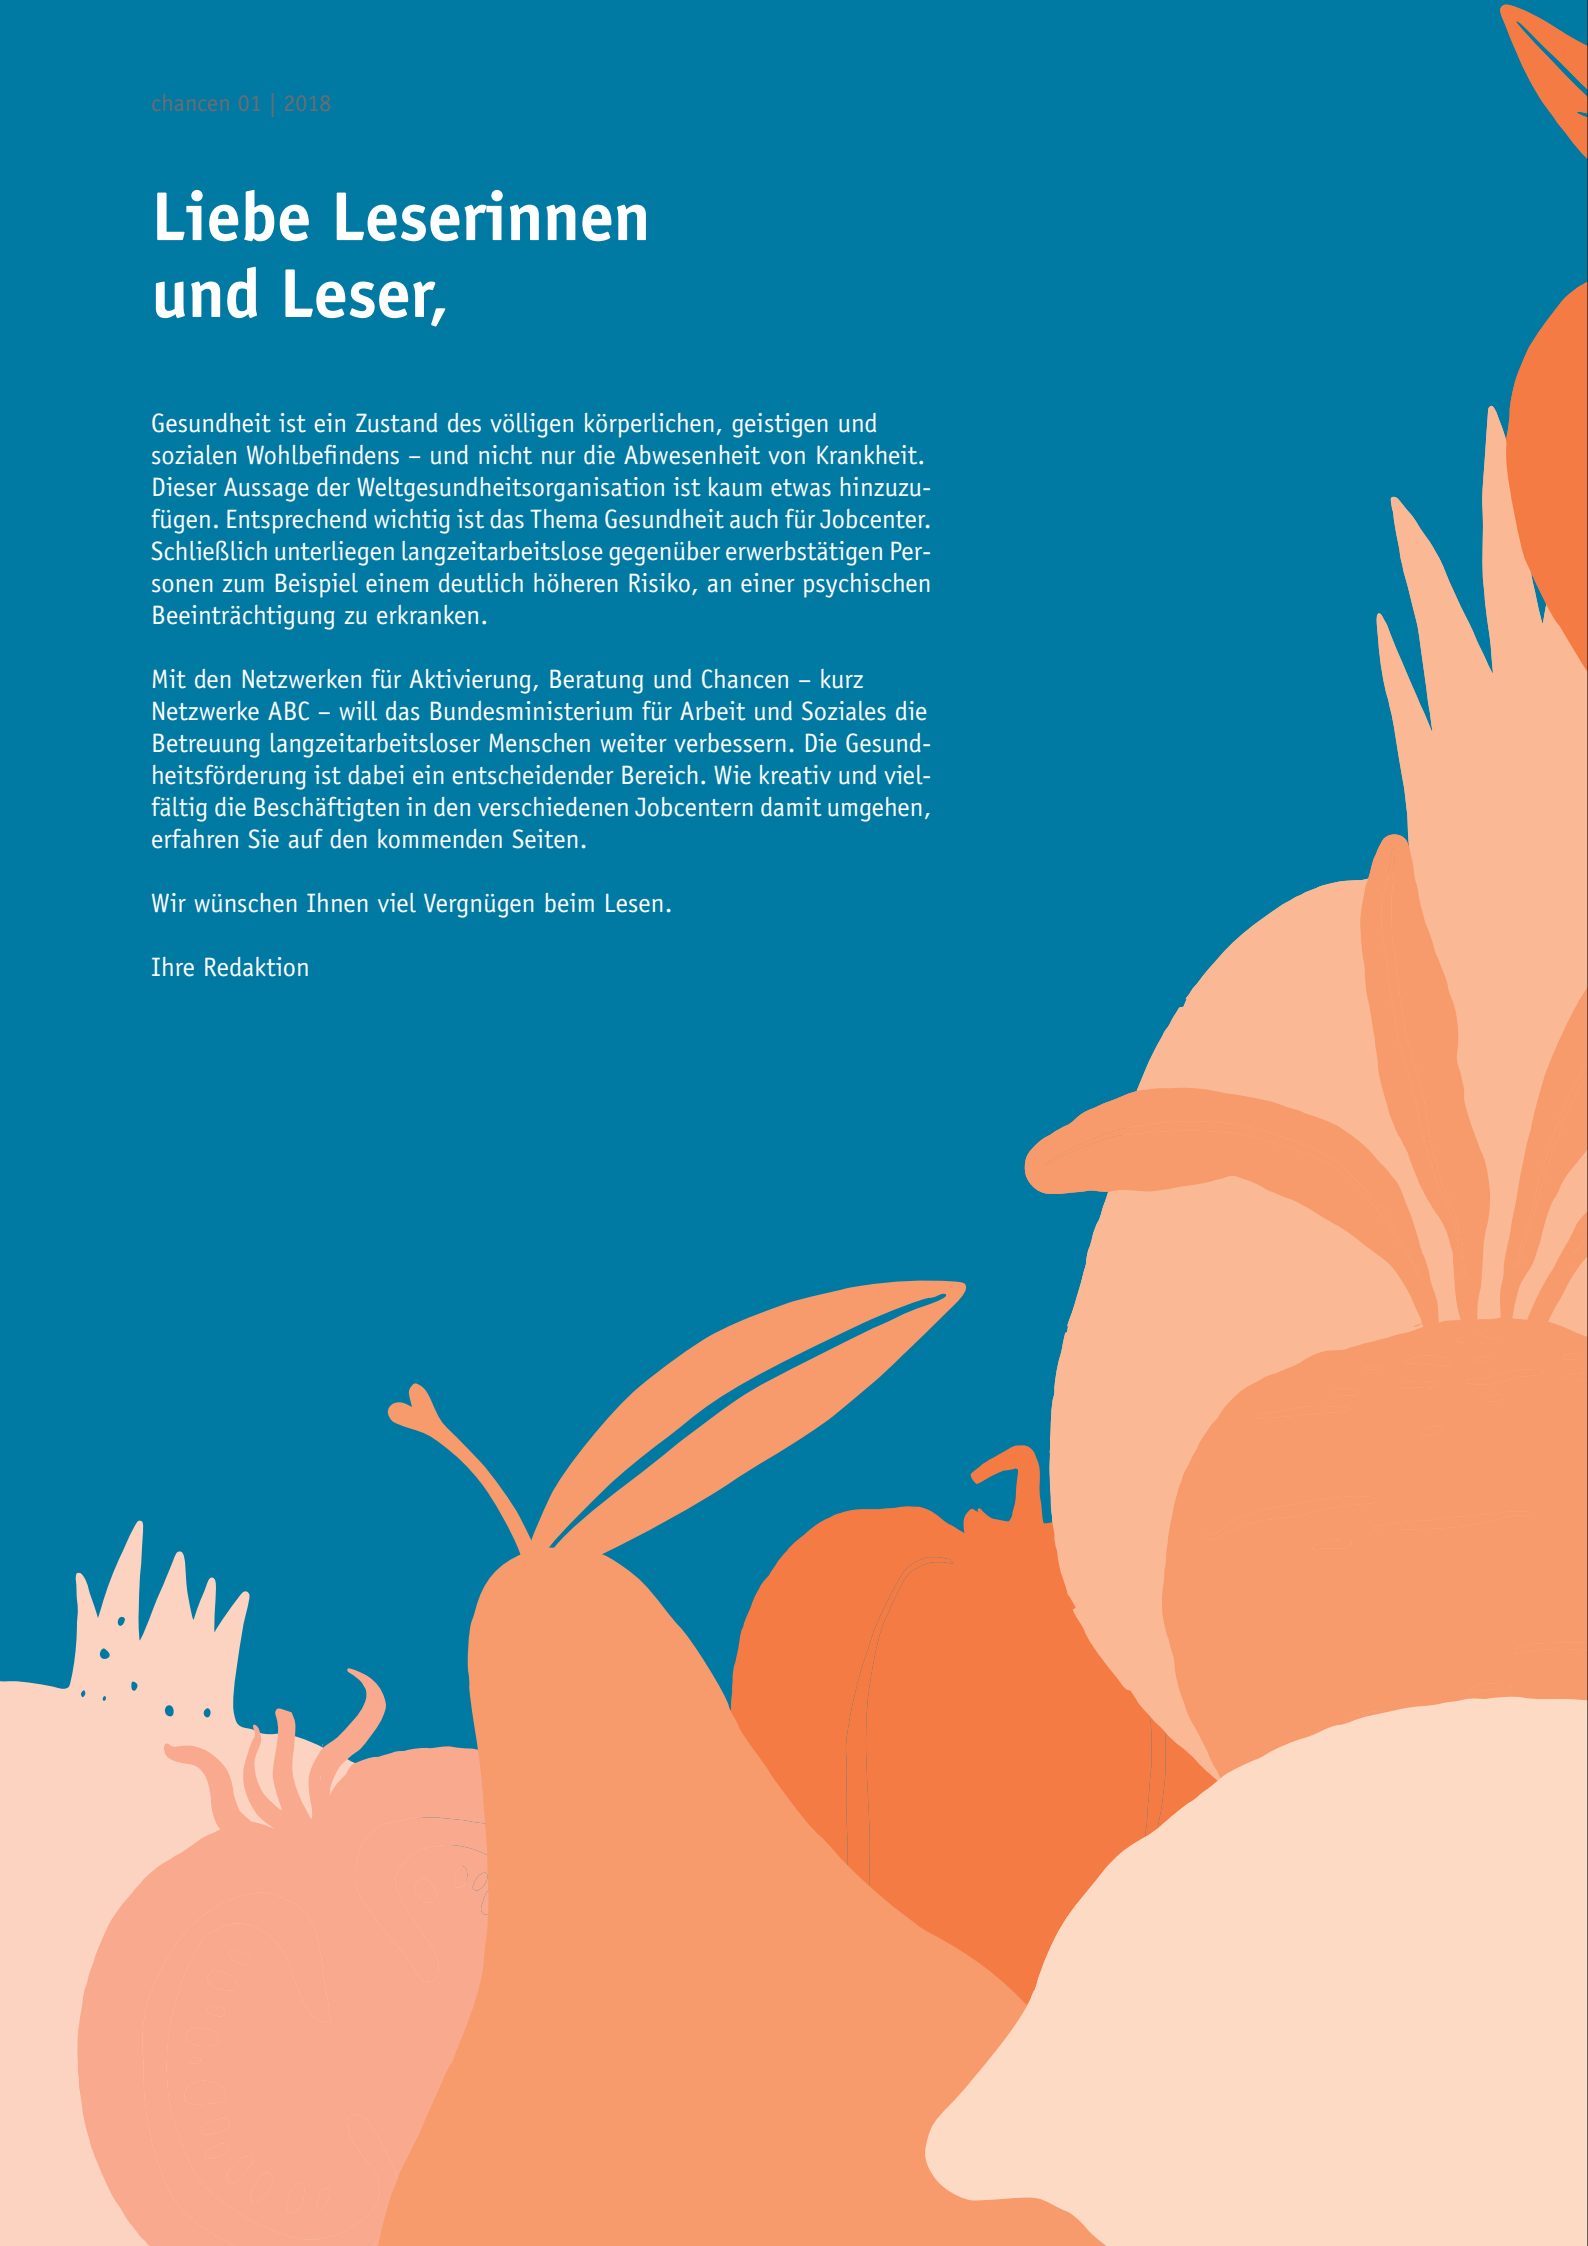 chancen 01 | 2018
Liebe Leserinnen
und Leser,
Gesundheit ist ein Zustand des völligen körperlichen, geistigen und
sozialen Wohlbefindens – und nicht nur die Abwesenheit von Krankheit.
Dieser Aussage der Weltgesundheitsorganisation ist kaum etwas hinzuzu-
fügen. Entsprechend wichtig ist das Thema Gesundheit auch für Jobcenter.
Schließlich unterliegen langzeitarbeitslose gegenüber erwerbstätigen Per-
sonen zum Beispiel einem deutlich höheren Risiko, an einer psychischen
Beeinträchtigung zu erkranken.
Mit den Netzwerken für Aktivierung, Beratung und Chancen – kurz
Netzwerke ABC – will das Bundesministerium für Arbeit und Soziales die
Betreuung langzeitarbeitsloser Menschen weiter verbessern. Die Gesund-
heitsförderung ist dabei ein entscheidender Bereich. Wie kreativ und viel-
fältig die Beschäftigten in den verschiedenen Jobcentern damit umgehen,
erfahren Sie auf den kommenden Seiten.
Wir wünschen Ihnen viel Vergnügen beim Lesen.
Ihre Redaktion